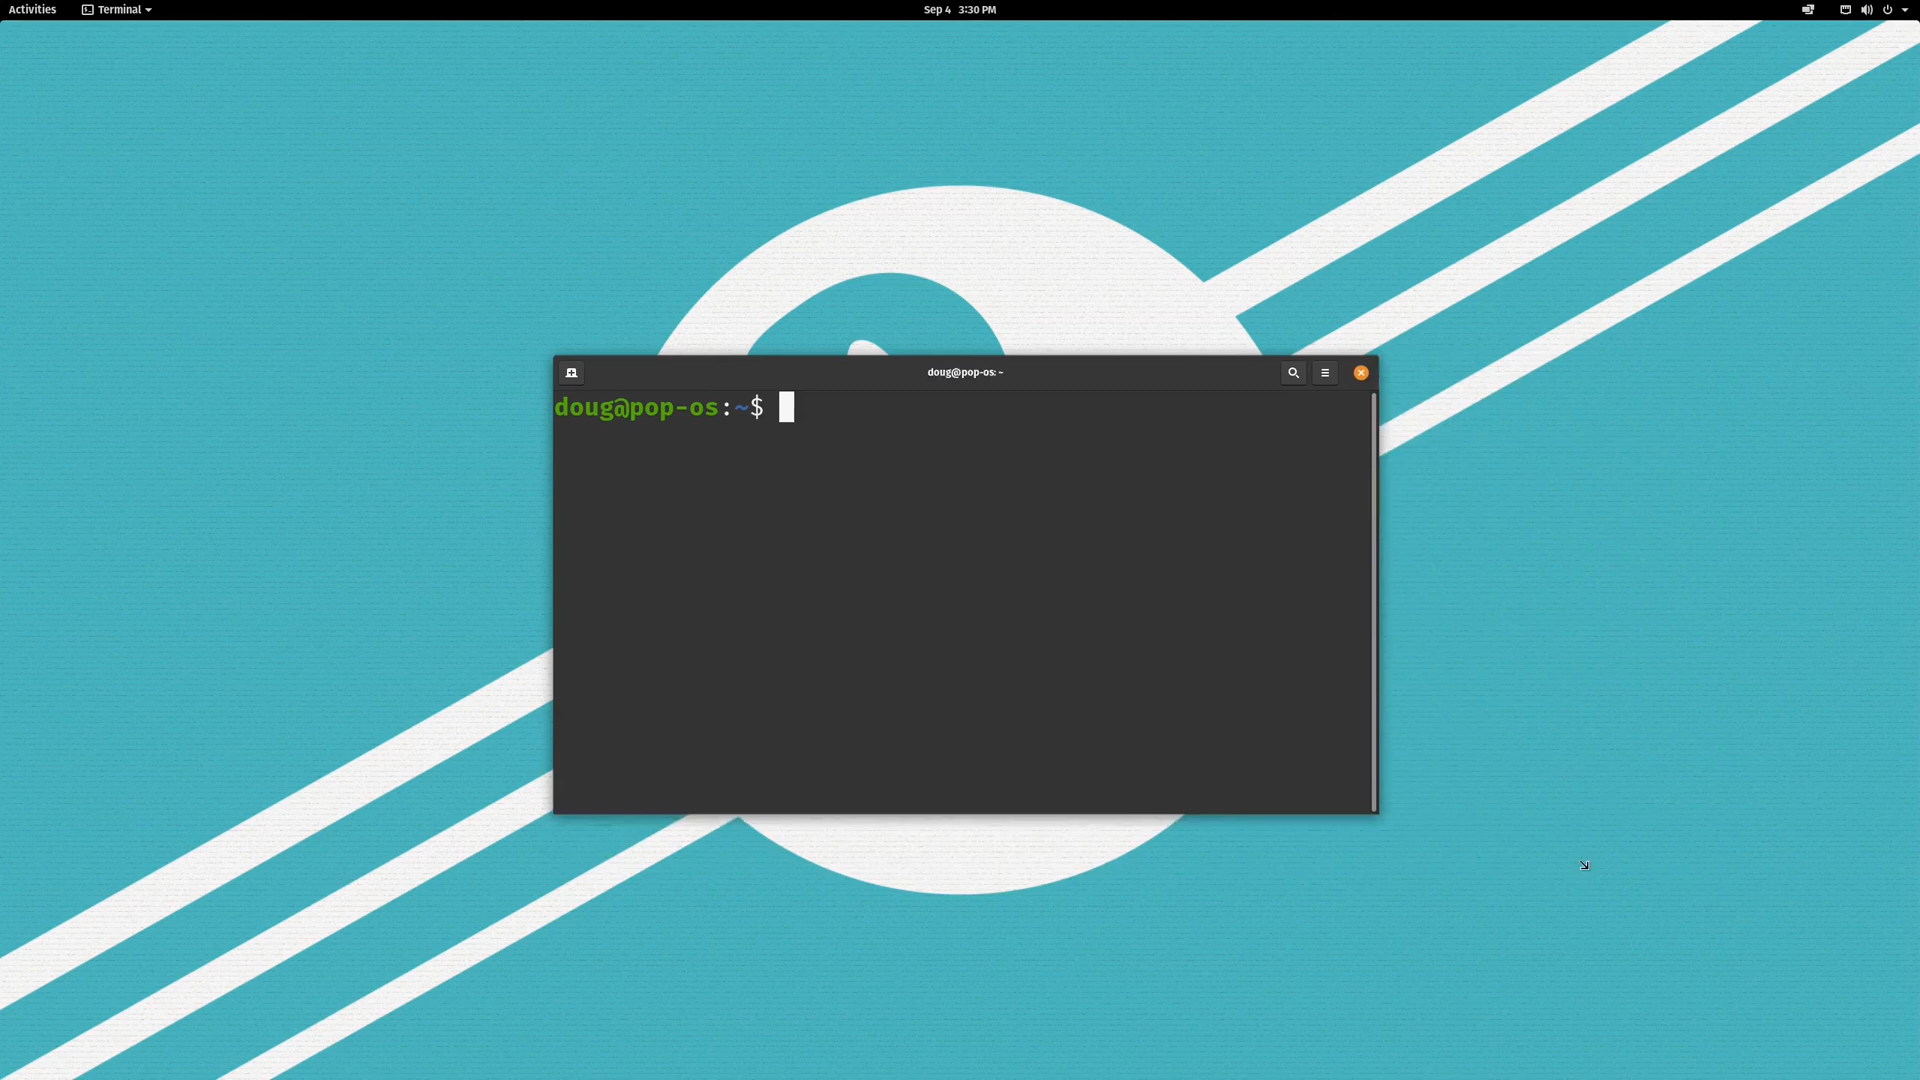 Activities
Terminal
Sep 4 3:30 PM
doug@pop-os: ~
doug@pop-os:~$